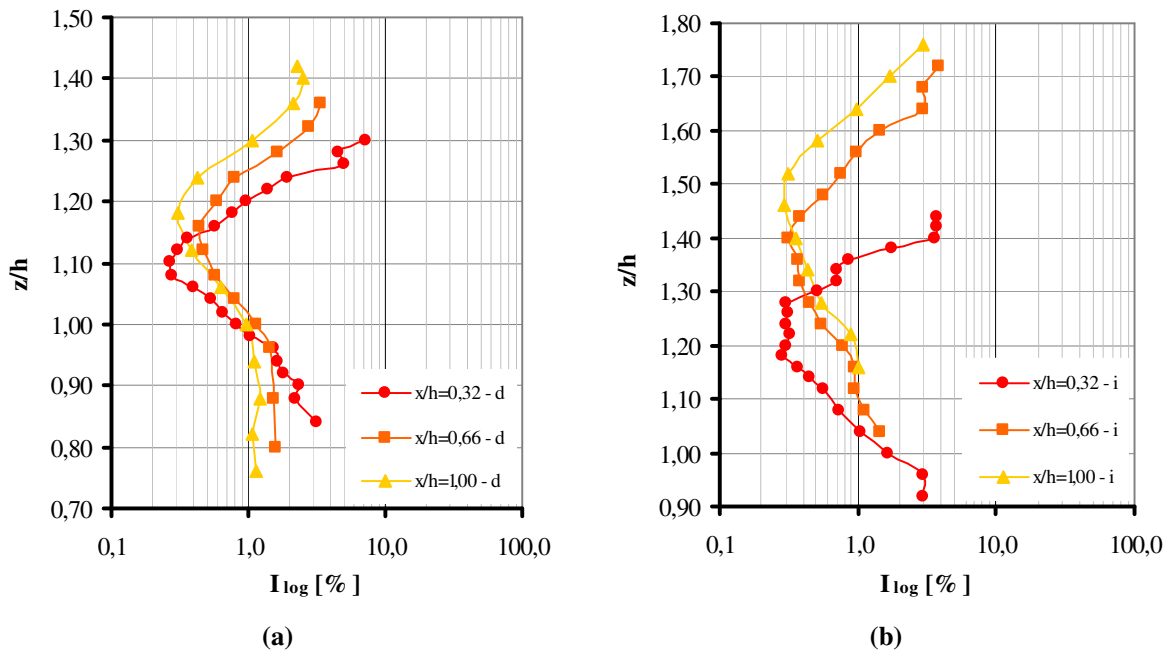 1,50
1,40
1,30
1,20
1,10
1,00
0,90
0,80
0,70
z/h
0,1
1,0
10,0
100,0
I log [% ]
x/h=0,32 - d
x/h=0,66 - d
x/h=1,00 - d
(a)
1,80
1,70
1,60
1,50
1,40
1,30
1,20
1,10
1,00
0,90
z/h
0,1
1,0
10,0
100,0
I log [% ]
x/h=0,32 - i
x/h=0,66 - i
x/h=1,00 - i
(b)